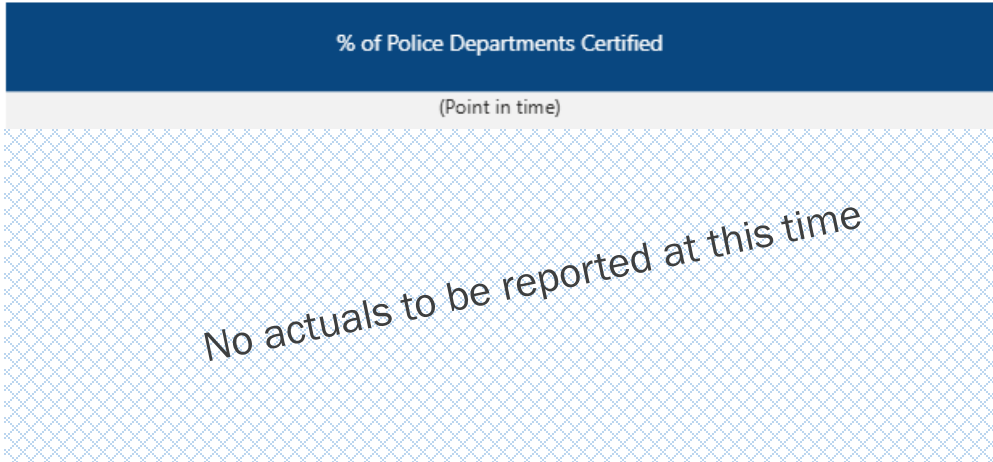 % of Police Departments Certified
(Point in time)
No actuals to be reported at this time